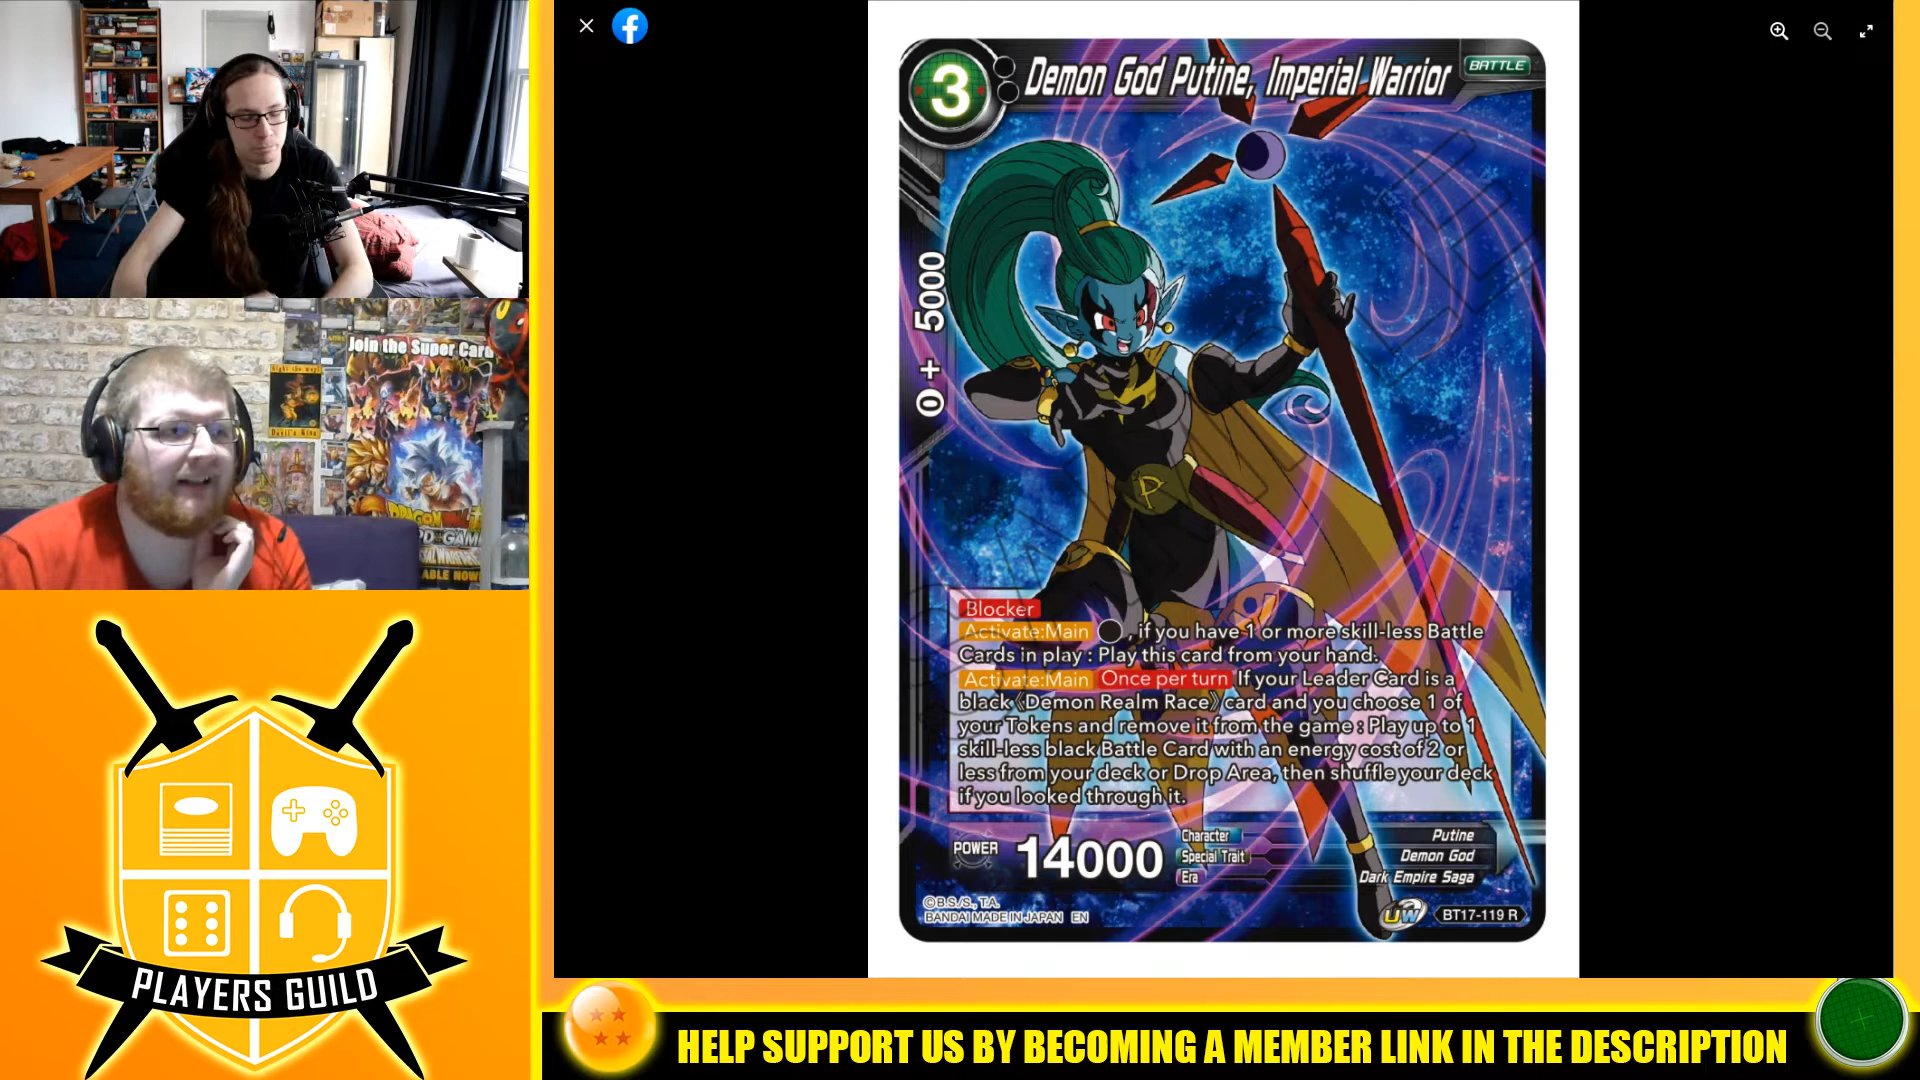 3
Demon God Putine, Imperial Warrior
BATTLE
0 + 5000
Blocker
Activate:Main , if you have 1 or more skill-less Battle
Cards in play : Play this card from your hand.
Activate:Main Once per turn If your Leader Card is a
black《Demon Realm Race》card and you choose 1 of
your Tokens and remove it from the game : Play up to 1
skill-less black Battle Card with an energy cost of 2 or
less from your deck or Drop Area, then shuffle your deck
if you looked through it.
POWER 14000
Character Putine
Special Trait Demon God
Era Dark Empire Saga
©B.S./S., T.A.
BANDAI MADE IN JAPAN EN
UW
BT17-119 R
Join the Super Card
DRAGON
ABLE NOW
P
PLAYERS GUILD
HELP SUPPORT US BY BECOMING A MEMBER LINK IN THE DESCRIPTION